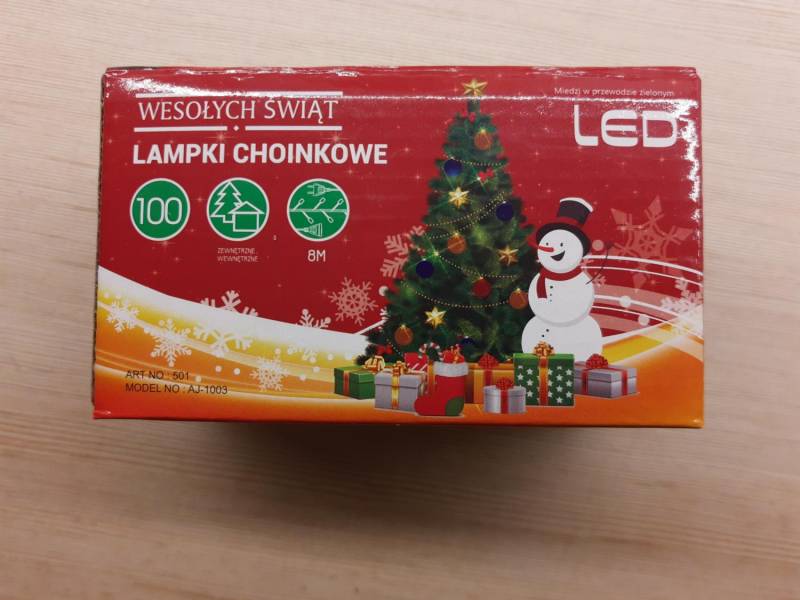 WESOŁYCH ŚWIĄT
Miedź w przewodzie zielonym
LED
LAMPKI CHOINKOWE
100
ZEWNĘTRZNE
WEWNĘTRZNE
8M
ART NO : 501
MODEL NO : AJ-1003